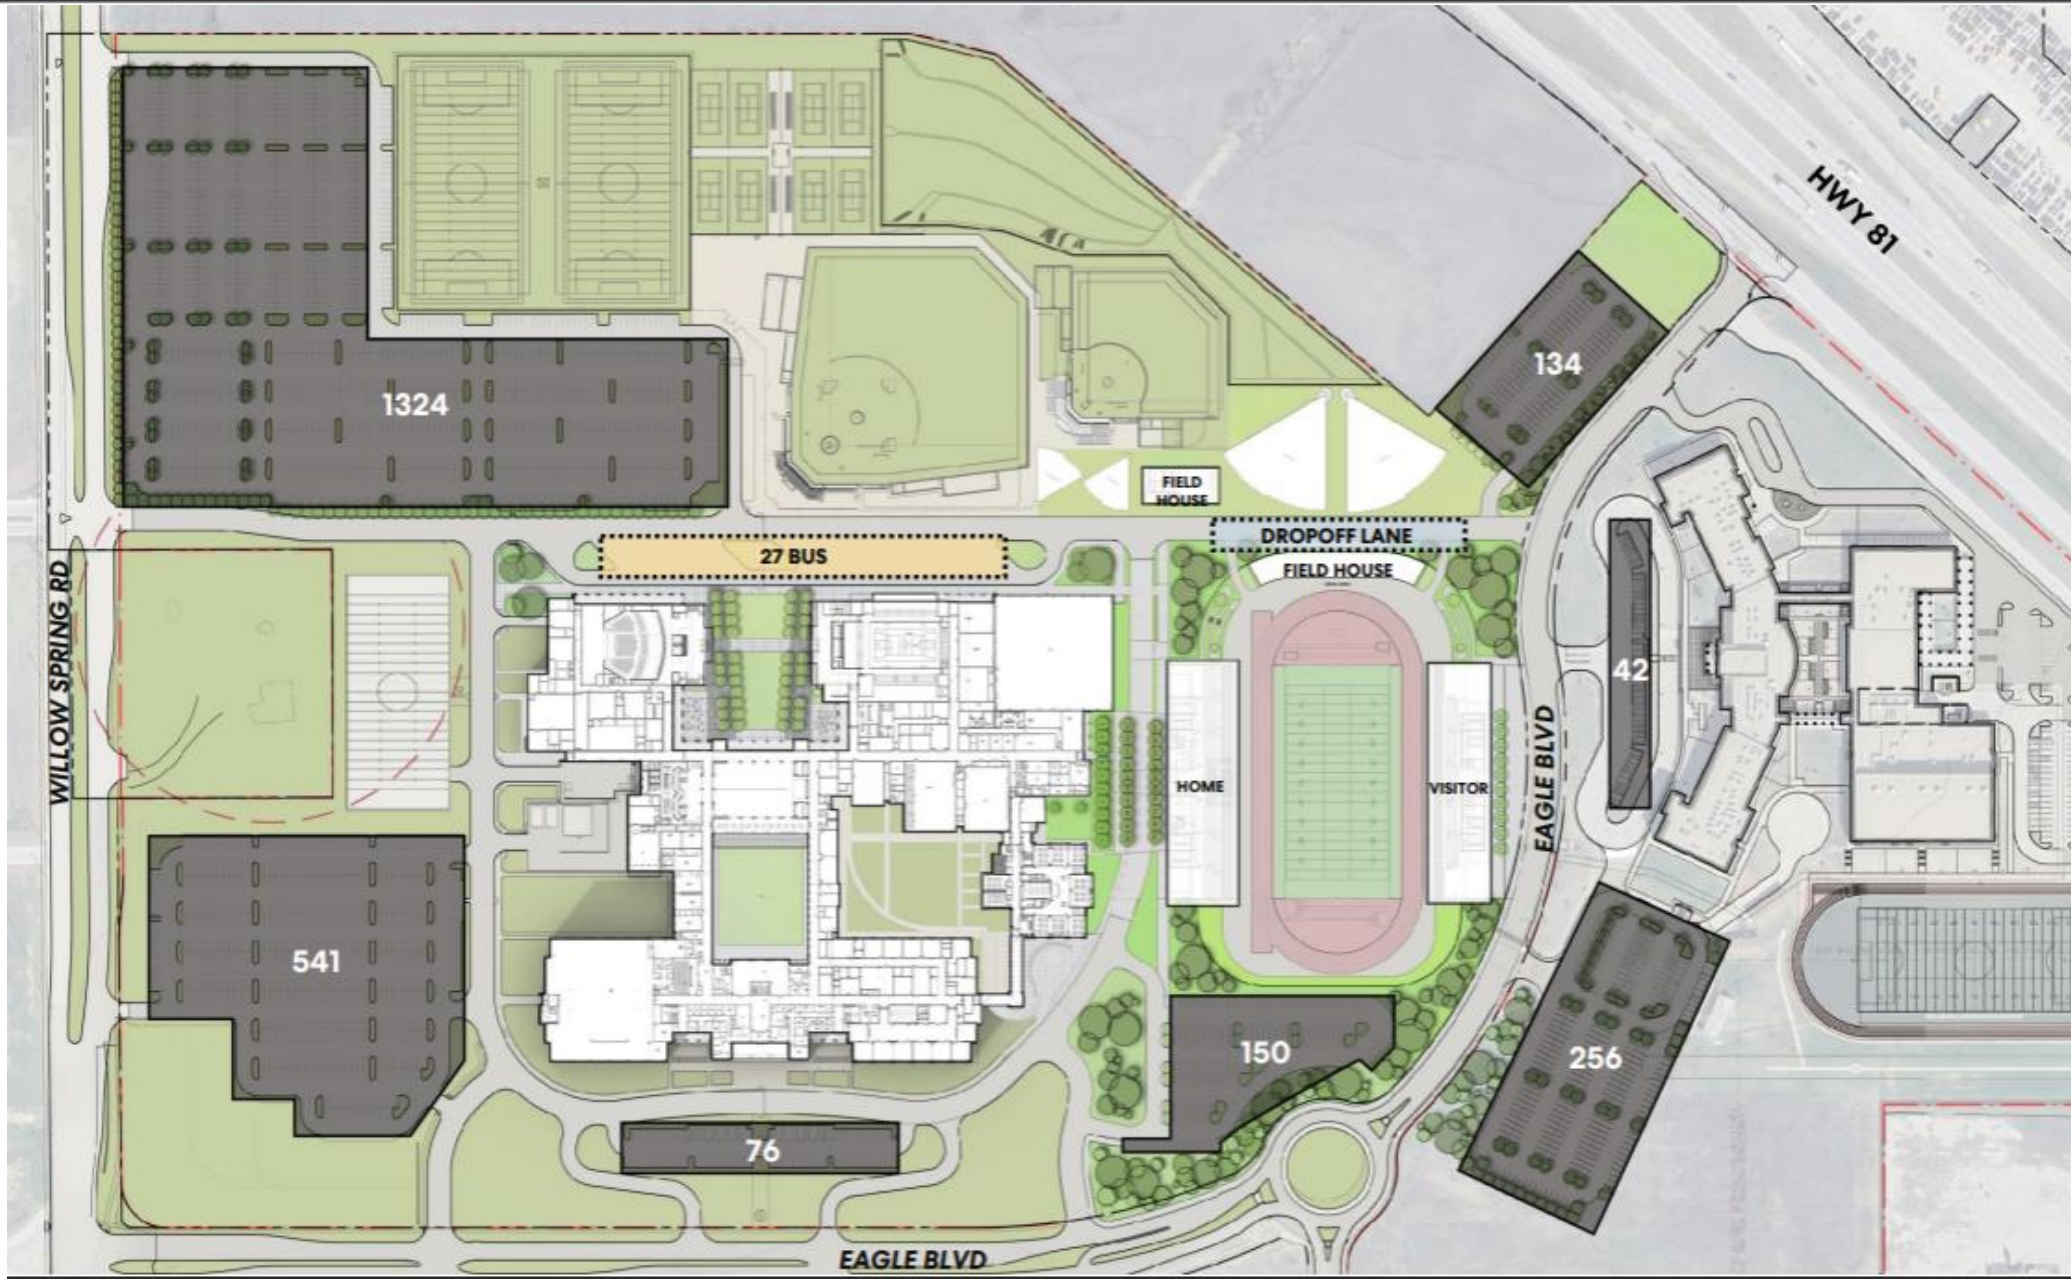 HWY 81
134
1324
FIELD
HOUSE
DROPOFF LANE
27 BUS
FIELD HOUSE
WILLOW SPRING RD
42
HOME
VISITOR
EAGLE BLVD
541
150
256
76
EAGLE BLVD